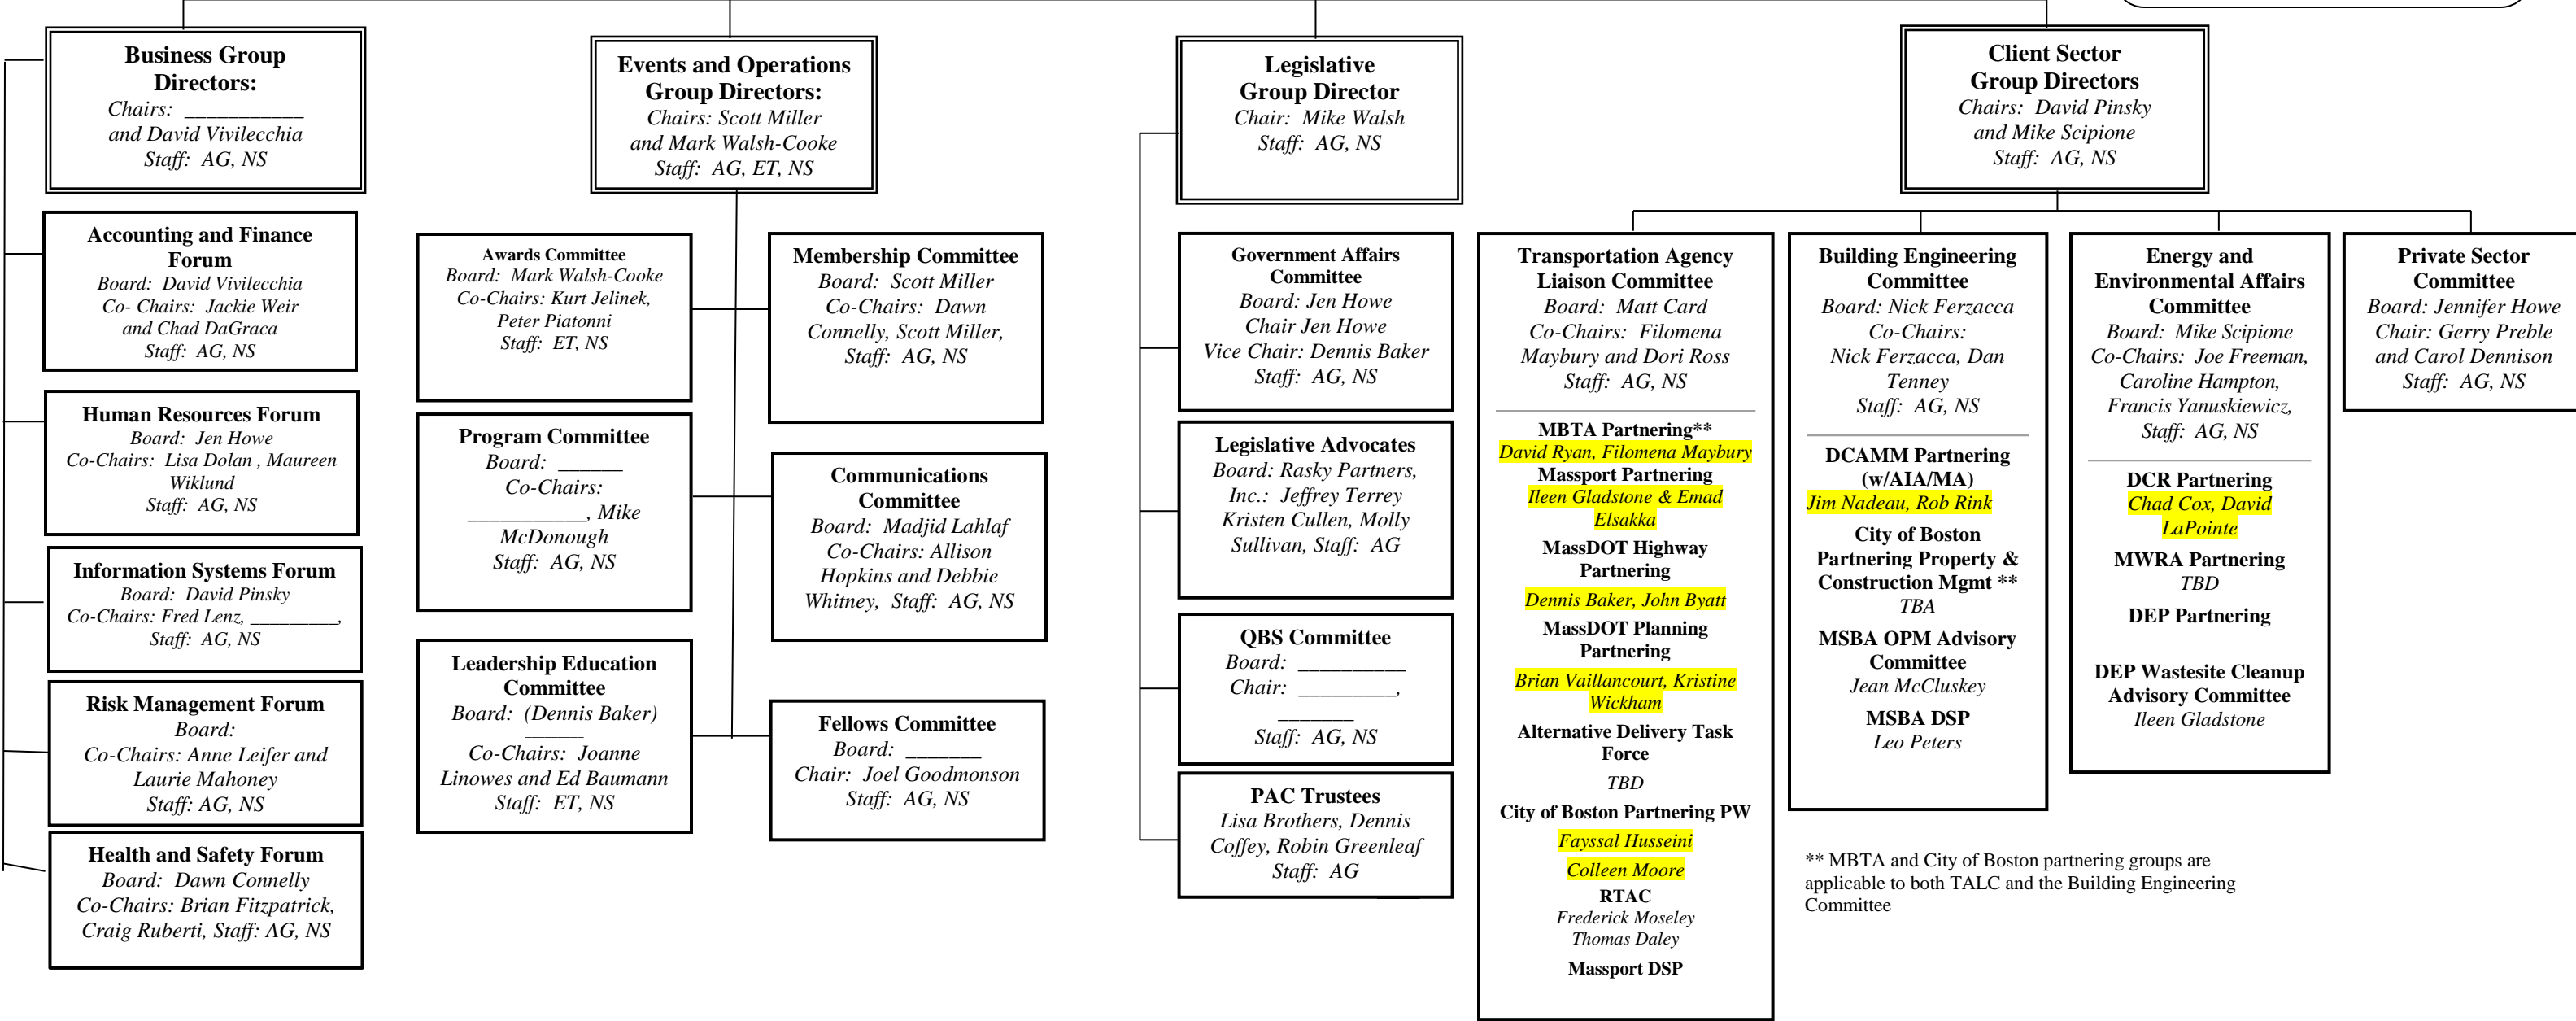 Business Group
Directors:
Chairs: ___________
and David Vivilecchia
Staff: AG, NS
Accounting and Finance
Forum
Board: David Vivilecchia
Co- Chairs: Jackie Weir
and Chad DaGraca
Staff: AG, NS
Human Resources Forum
Board: Jen Howe
Co-Chairs: Lisa Dolan , Maureen
Wiklund
Staff: AG, NS
Information Systems Forum
Board: David Pinsky
Co-Chairs: Fred Lenz, _________,
Staff: AG, NS
Risk Management Forum
Board:
Co-Chairs: Anne Leifer and
Laurie Mahoney
Staff: AG, NS
Health and Safety Forum
Board: Dawn Connelly
Co-Chairs: Brian Fitzpatrick,
Craig Ruberti, Staff: AG, NS
Events and Operations
Group Directors:
Chairs: Scott Miller
and Mark Walsh-Cooke
Staff: AG, ET, NS
Awards Committee
Board: Mark Walsh-Cooke
Co-Chairs: Kurt Jelinek,
Peter Piatonni
Staff: ET, NS
Program Committee
Board: ______
Co-Chairs:
___________, Mike
McDonough
Staff: AG, NS
Leadership Education
Committee
Board: (Dennis Baker)
_________
Co-Chairs: Joanne
Linowes and Ed Baumann
Staff: ET, NS
Membership Committee
Board: Scott Miller
Co-Chairs: Dawn
Connelly, Scott Miller,
Staff: AG, NS
Communications
Committee
Board: Madjid Lahlaf
Co-Chairs: Allison
Hopkins and Debbie
Whitney, Staff: AG, NS
Fellows Committee
Board: _______
Chair: Joel Goodmonson
Staff: AG, NS
Legislative
Group Director
Chair: Mike Walsh
Staff: AG, NS
Government Affairs
Committee
Board: Jen Howe
Chair Jen Howe
Vice Chair: Dennis Baker
Staff: AG, NS
Legislative Advocates
Board: Rasky Partners,
Inc.: Jeffrey Terrey
Kristen Cullen, Molly
Sullivan, Staff: AG
QBS Committee
Board: __________
Chair: _________,
_______
Staff: AG, NS
PAC Trustees
Lisa Brothers, Dennis
Coffey, Robin Greenleaf
Staff: AG
Client Sector
Group Directors
Chairs: David Pinsky
and Mike Scipione
Staff: AG, NS
Transportation Agency
Liaison Committee
Board: Matt Card
Co-Chairs: Filomena
Maybury and Dori Ross
Staff: AG, NS
MBTA Partnering**
David Ryan, Filomena Maybury
Massport Partnering
Ileen Gladstone & Emad
Elsakka
MassDOT Highway
Partnering
Dennis Baker, John Byatt
MassDOT Planning
Partnering
Brian Vaillancourt, Kristine
Wickham
Alternative Delivery Task
Force
TBD
City of Boston Partnering PW
Fayssal Husseini
Colleen Moore
RTAC
Frederick Moseley
Thomas Daley
Massport DSP
Building Engineering
Committee
Board: Nick Ferzacca
Co-Chairs:
Nick Ferzacca, Dan
Tenney
Staff: AG, NS
DCAMM Partnering
(w/AIA/MA)
Jim Nadeau, Rob Rink
City of Boston
Partnering Property &
Construction Mgmt **
TBA
MSBA OPM Advisory
Committee
Jean McCluskey
MSBA DSP
Leo Peters
Energy and
Environmental Affairs
Committee
Board: Mike Scipione
Co-Chairs: Joe Freeman,
Caroline Hampton,
Francis Yanuskiewicz,
Staff: AG, NS
DCR Partnering
Chad Cox, David
LaPointe
MWRA Partnering
TBD
DEP Partnering
DEP Wastesite Cleanup
Advisory Committee
Ileen Gladstone
Private Sector
Committee
Board: Jennifer Howe
Chair: Gerry Preble
and Carol Dennison
Staff: AG, NS
** MBTA and City of Boston partnering groups are
applicable to both TALC and the Building Engineering
Committee